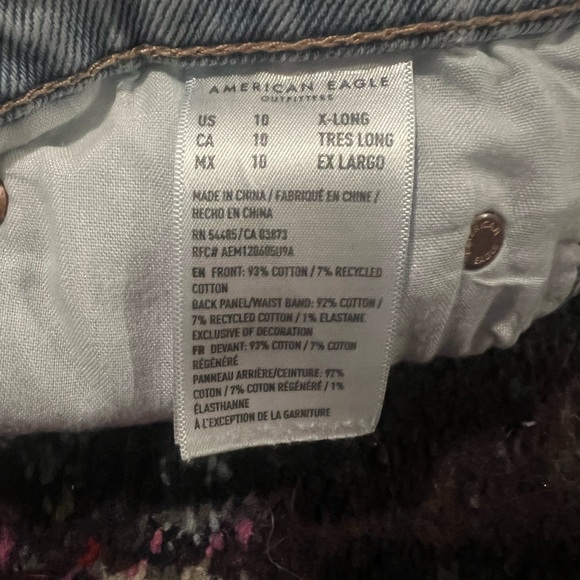 AMERICAN EAGLE
OUTFITTERS
US 10 X-LONG
CA 10 TRES LONG
MX 10 EX LARGO
MADE IN CHINA / FABRIQUÉ EN CHINE /
HECHO EN CHINA
RN 54485/CA 03873
RFC# AEM120605U9A
EN FRONT: 93% COTTON / 7% RECYCLED
COTTON
BACK PANEL/WAIST BAND: 92% COTTON /
7% RECYCLED COTTON / 1% ELASTANE
EXCLUSIVE OF DECORATION
FR DEVANT: 93% COTON / 7% COTON
RÉGÉNÉRÉ
PANNEAU ARRIÈRE/CEINTURE: 92%
COTON / 7% COTON RÉGÉNÉRÉ / 1%
ÉLASTHANNE
À L'EXCEPTION DE LA GARNITURE
AMERICAN
EAGLE